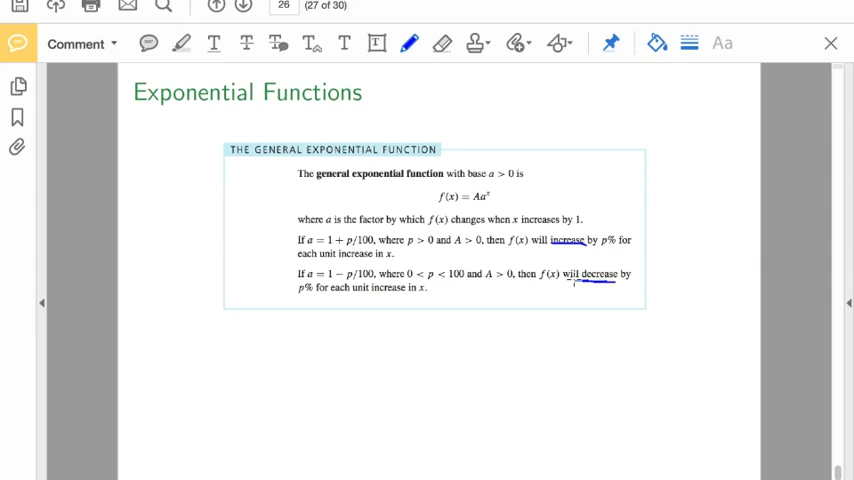 26 (27 of 30)
Comment
Aa
Exponential Functions
THE GENERAL EXPONENTIAL FUNCTION
The general exponential function with base a > 0 is
f(x) = Aaˣ
where a is the factor by which f(x) changes when x increases by 1.
If a = 1 + p/100, where p > 0 and A > 0, then f(x) will increase by p% for
each unit increase in x.
If a = 1 − p/100, where 0 < p < 100 and A > 0, then f(x) will decrease by
p% for each unit increase in x.